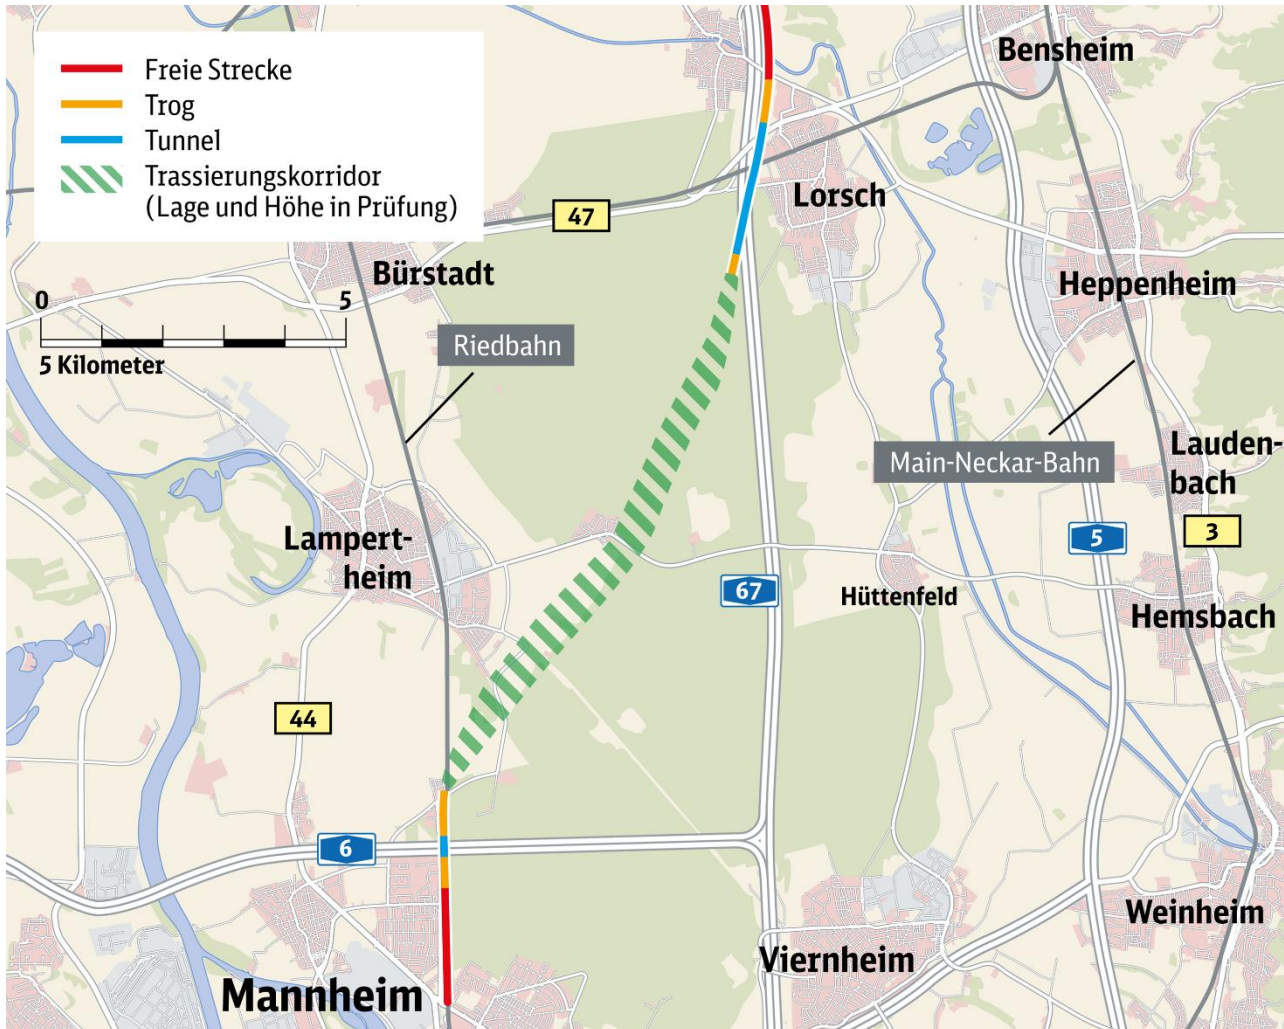 Freie Strecke
Trog
Tunnel
Trassierungskorridor
(Lage und Höhe in Prüfung)
Bensheim
Lorsch
47
Bürstadt
Heppenheim
0 5
5 Kilometer
Riedbahn
Main-Neckar-Bahn
Lauden-
bach
3
5
Lampert-
heim
67
Hüttenfeld
Hemsbach
44
6
Weinheim
Viernheim
Mannheim